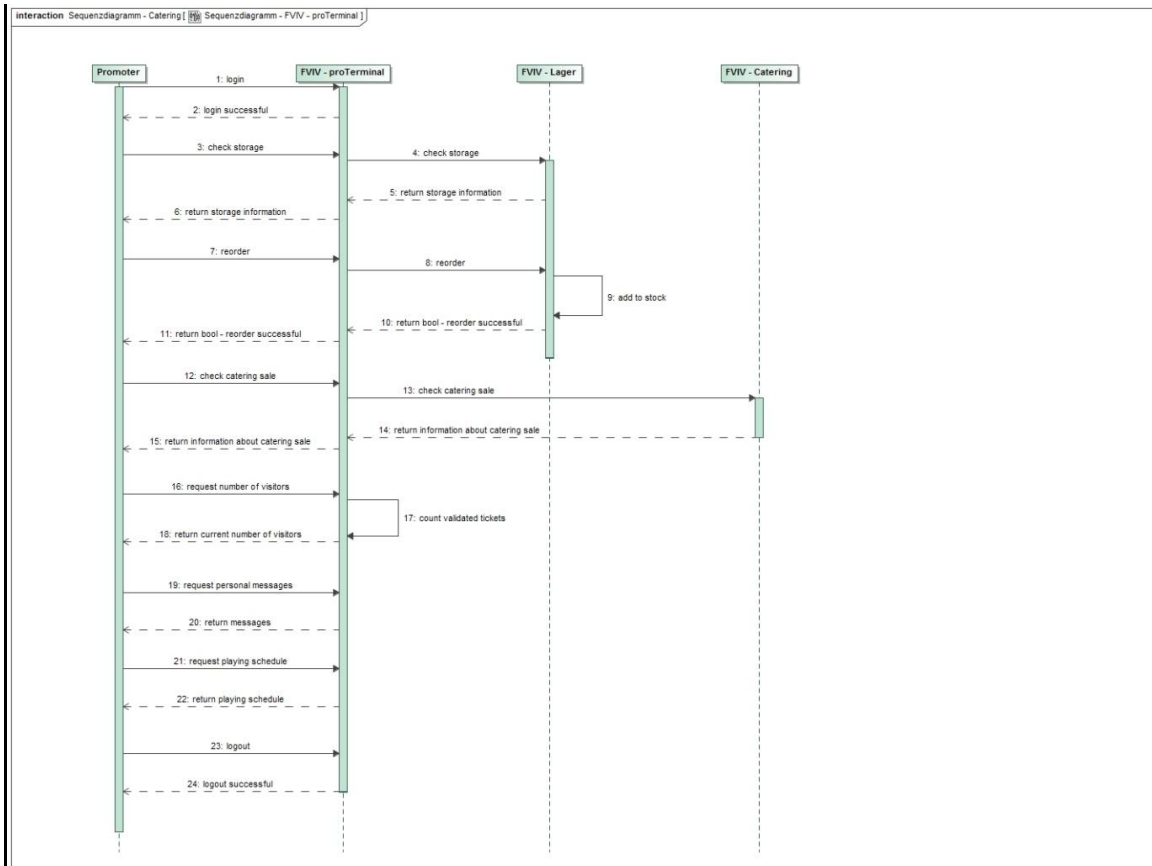 interaction Sequenzdiagramm - Catering [ Sequenzdiagramm - FVIV - proTerminal ]
Promoter
FVIV - proTerminal
FVIV - Lager
FVIV - Catering
1: login
2: login successful
3: check storage
4: check storage
5: return storage information
6: return storage information
7: reorder
8: reorder
9: add to stock
10: return bool - reorder successful
11: return bool - reorder successful
12: check catering sale
13: check catering sale
14: return information about catering sale
15: return information about catering sale
16: request number of visitors
17: count validated tickets
18: return current number of visitors
19: request personal messages
20: return messages
21: request playing schedule
22: return playing schedule
23: logout
24: logout successful